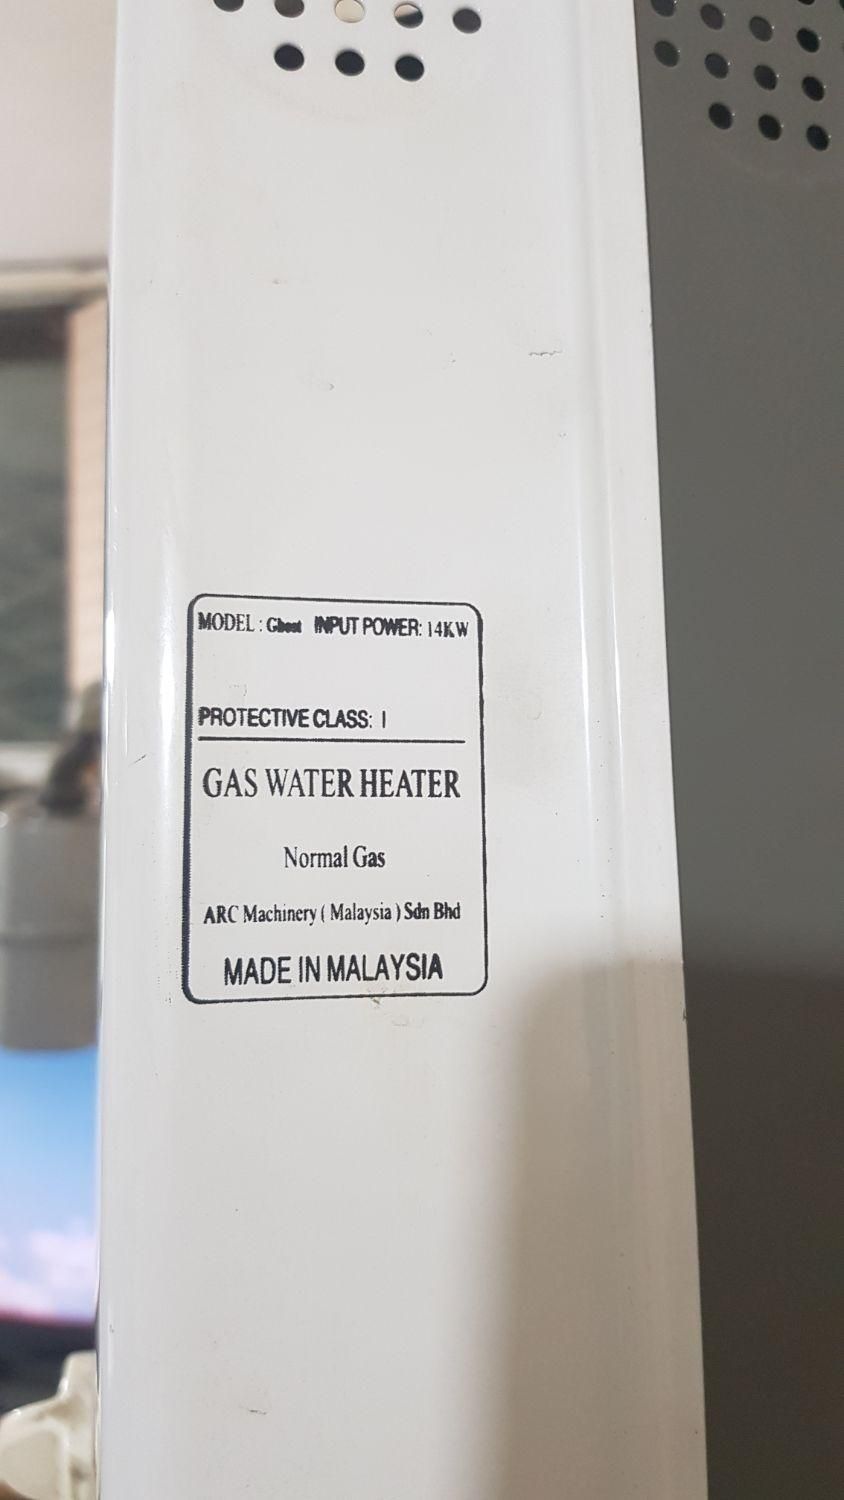 MODEL : Ghost INPUT POWER: 14KW
PROTECTIVE CLASS: I
GAS WATER HEATER
Normal Gas
ARC Machinery ( Malaysia ) Sdn Bhd
MADE IN MALAYSIA